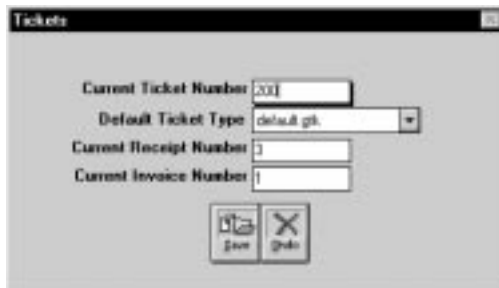 Tickets
Current Ticket Number 200
Default Ticket Type default.gtk
Current Receipt Number 3
Current Invoice Number 1
Save Undo